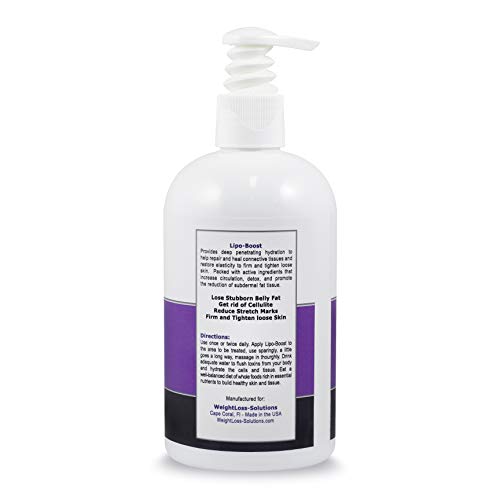 Lipo-Boost
Provides deep penetrating hydration to
help repair and heal connective tissues and
restore elasticity to firm and tighten loose
skin. Packed with active ingredients that
increase circulation, detox, and promote
the reduction of subdermal fat tissue.
Lose Stubborn Belly Fat
Get rid of Cellulite
Reduce Stretch Marks
Firm and Tighten loose Skin
Directions:
Use once or twice daily. Apply Lipo-Boost to
the area to be treated, use sparingly, a little
goes a long way, massage in thourghly. Drink
adequate water to flush toxins from your body
and hydrate the cells and tissue. Eat a
well-balanced diet of whole foods rich in essential
nutrients to build healthy skin and tissue.
Manufactured for:
WeightLoss-Solutions
Cape Coral, Fl - Made in the USA
WeightLoss-Solutions.com